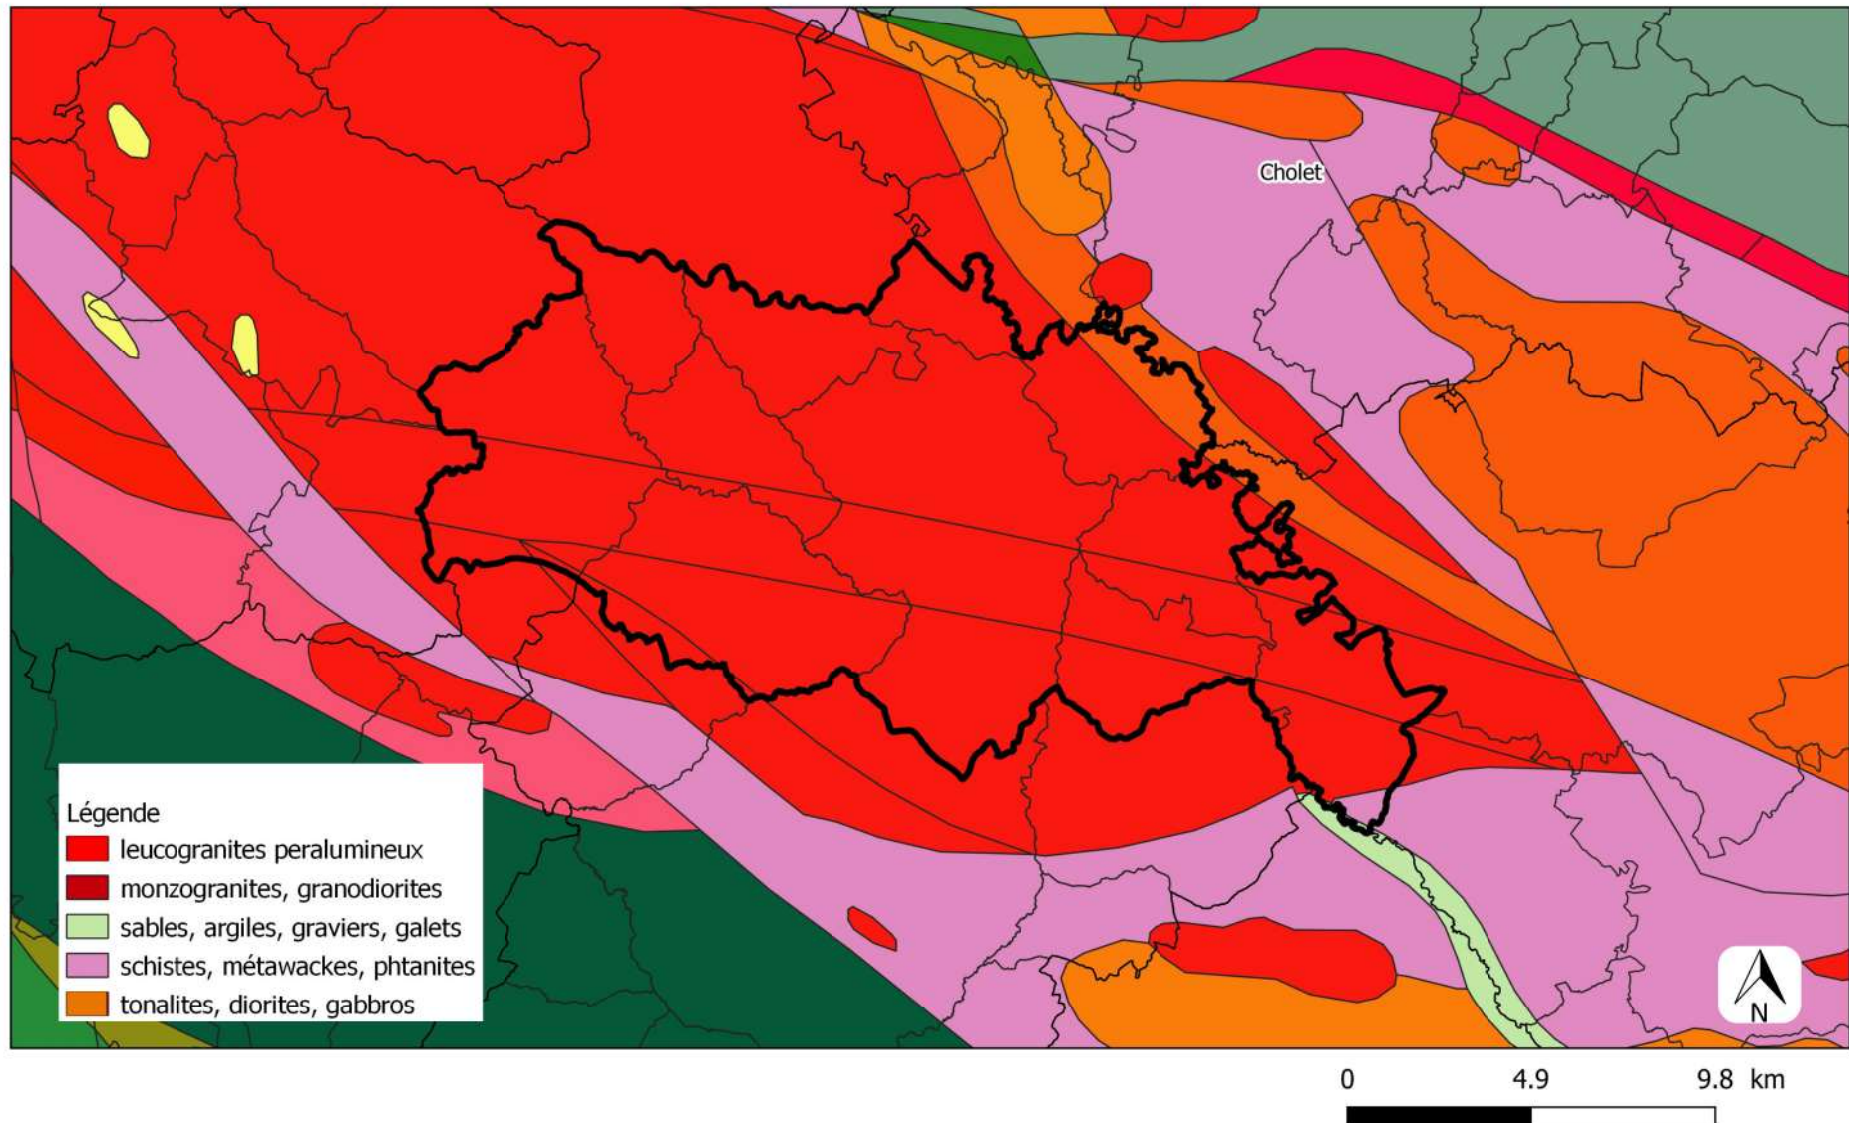 Cholet
Légende
leucogranites peralumineux
monzogranites, granodiorites
sables, argiles, graviers, galets
schistes, métawackes, phtanites
tonalites, diorites, gabbros
N
0 4.9 9.8 km